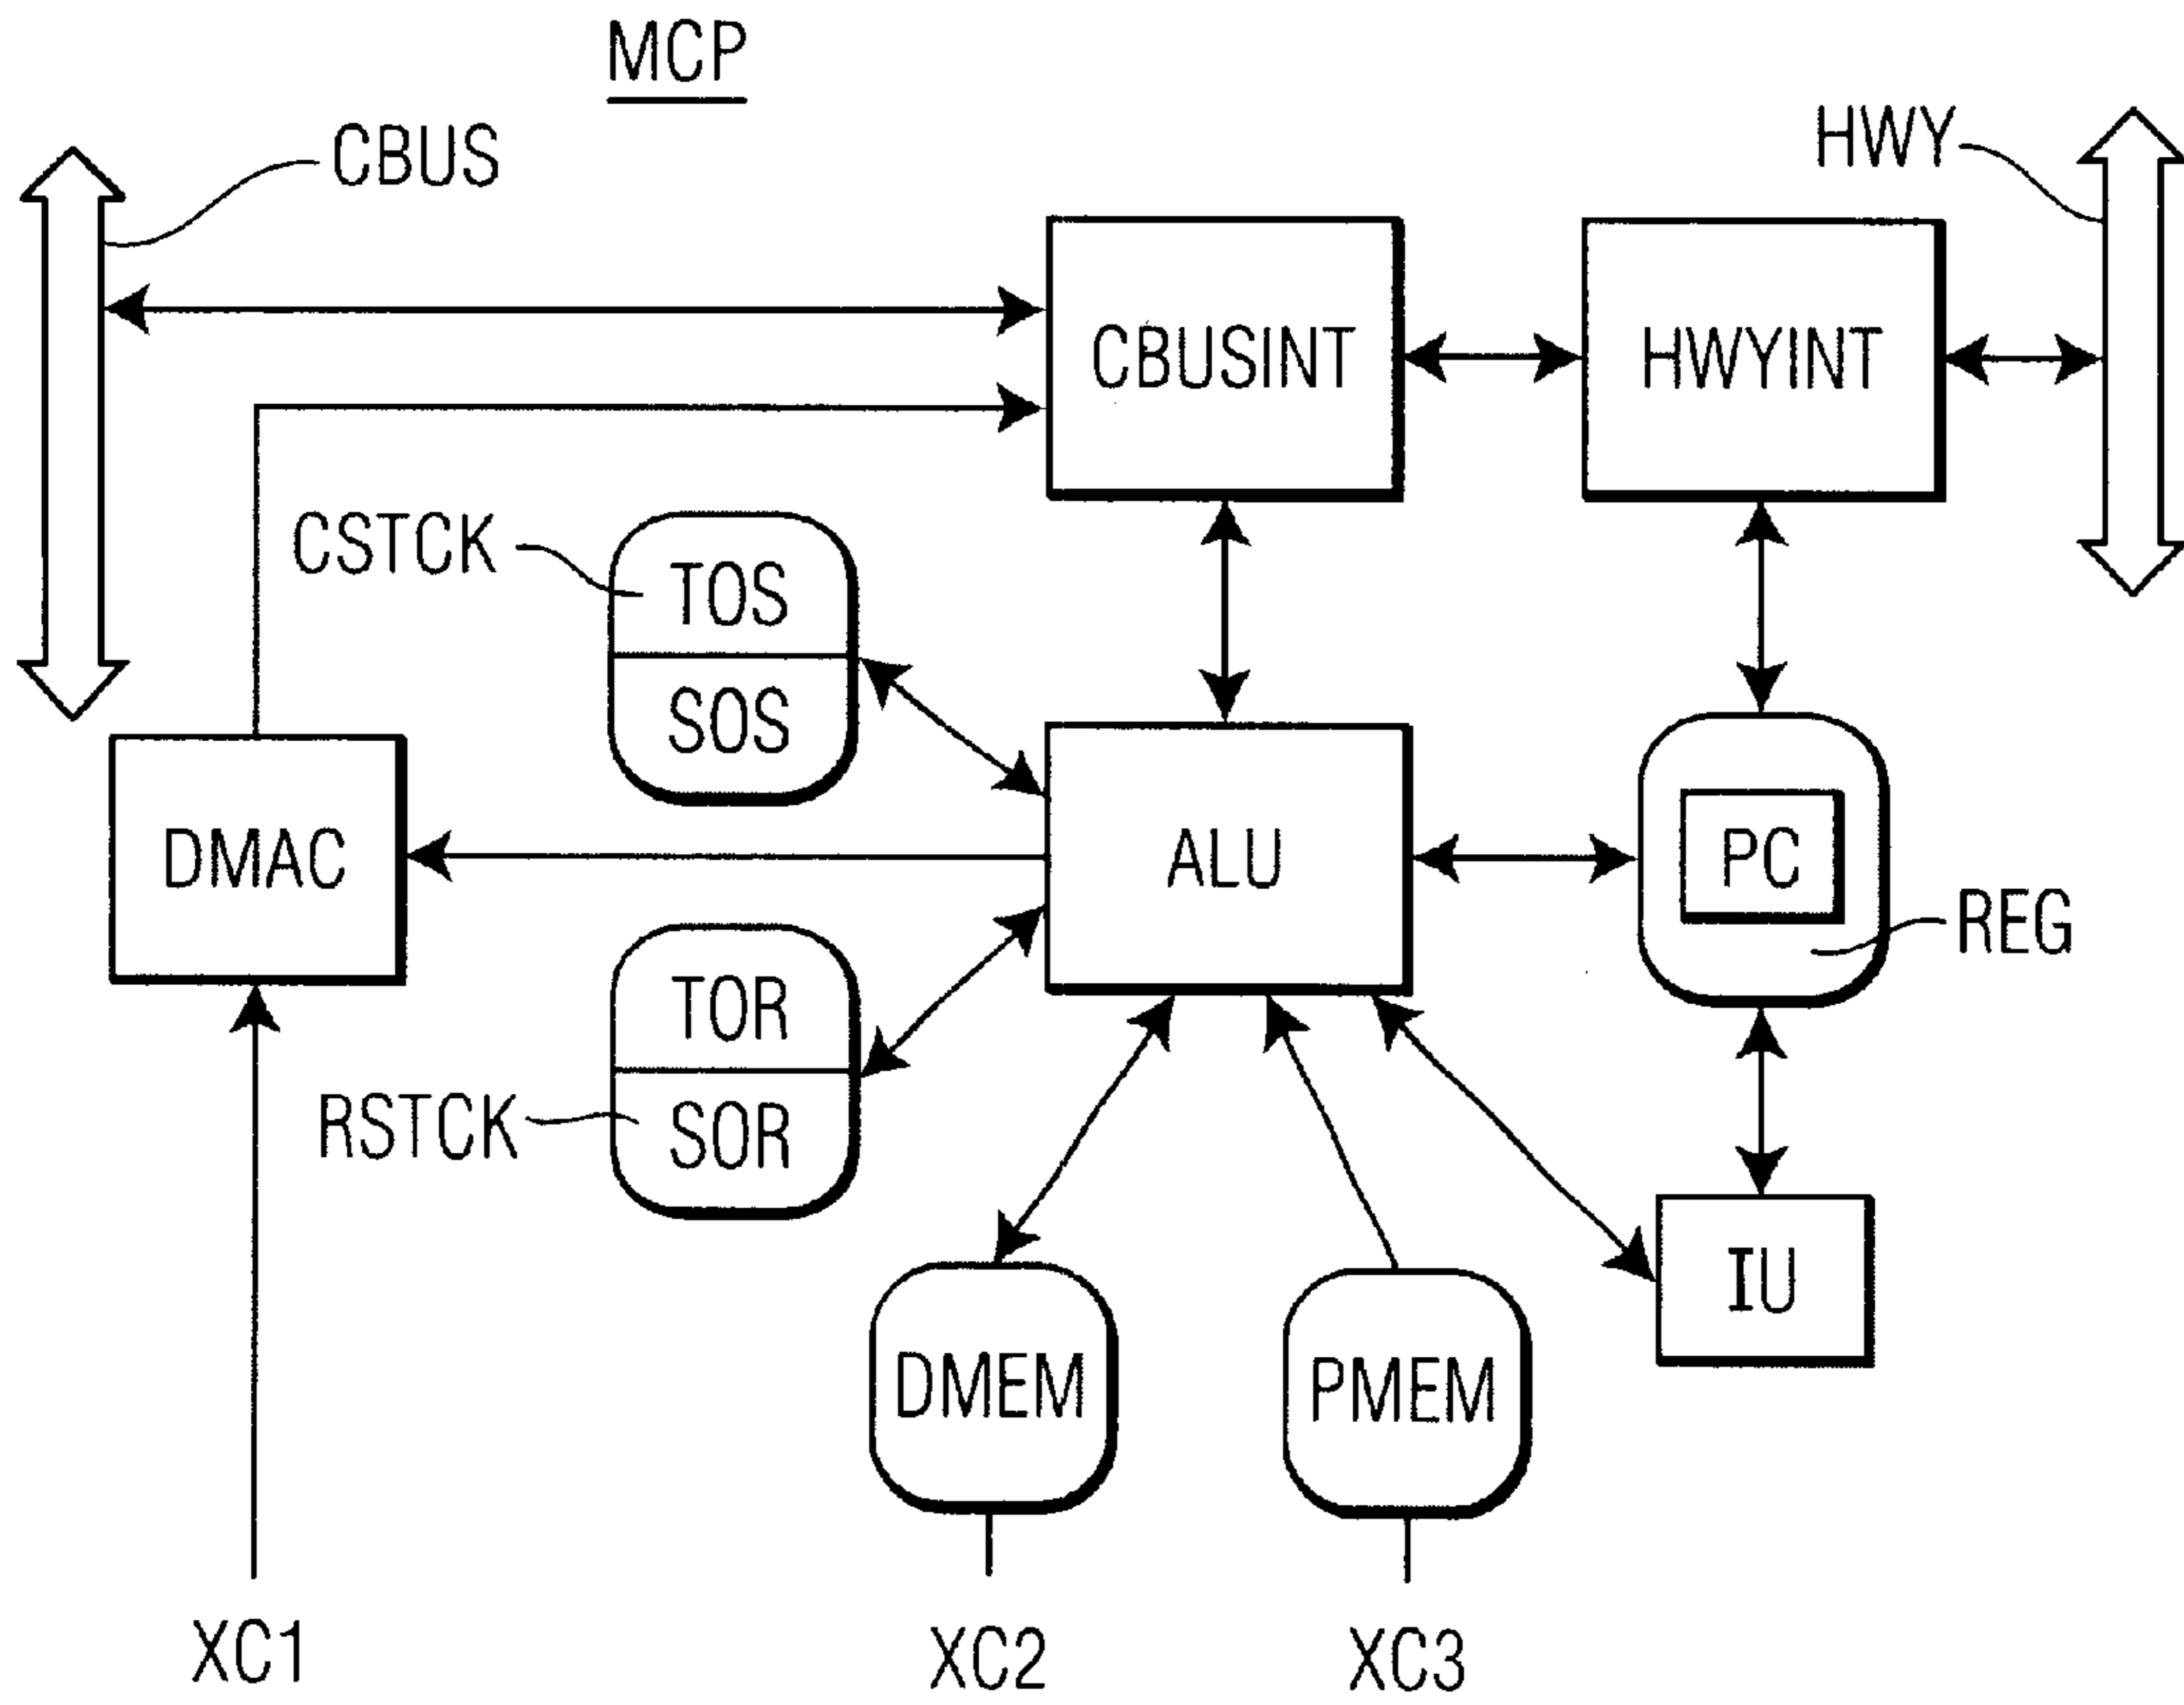 MCP
CBUS
HWY
CBUSINT
HWYINT
CSTCK
TOS
SOS
DMAC
ALU
PC
REG
TOR
RSTCK
SOR
IU
DMEM
PMEM
XC1
XC2
XC3